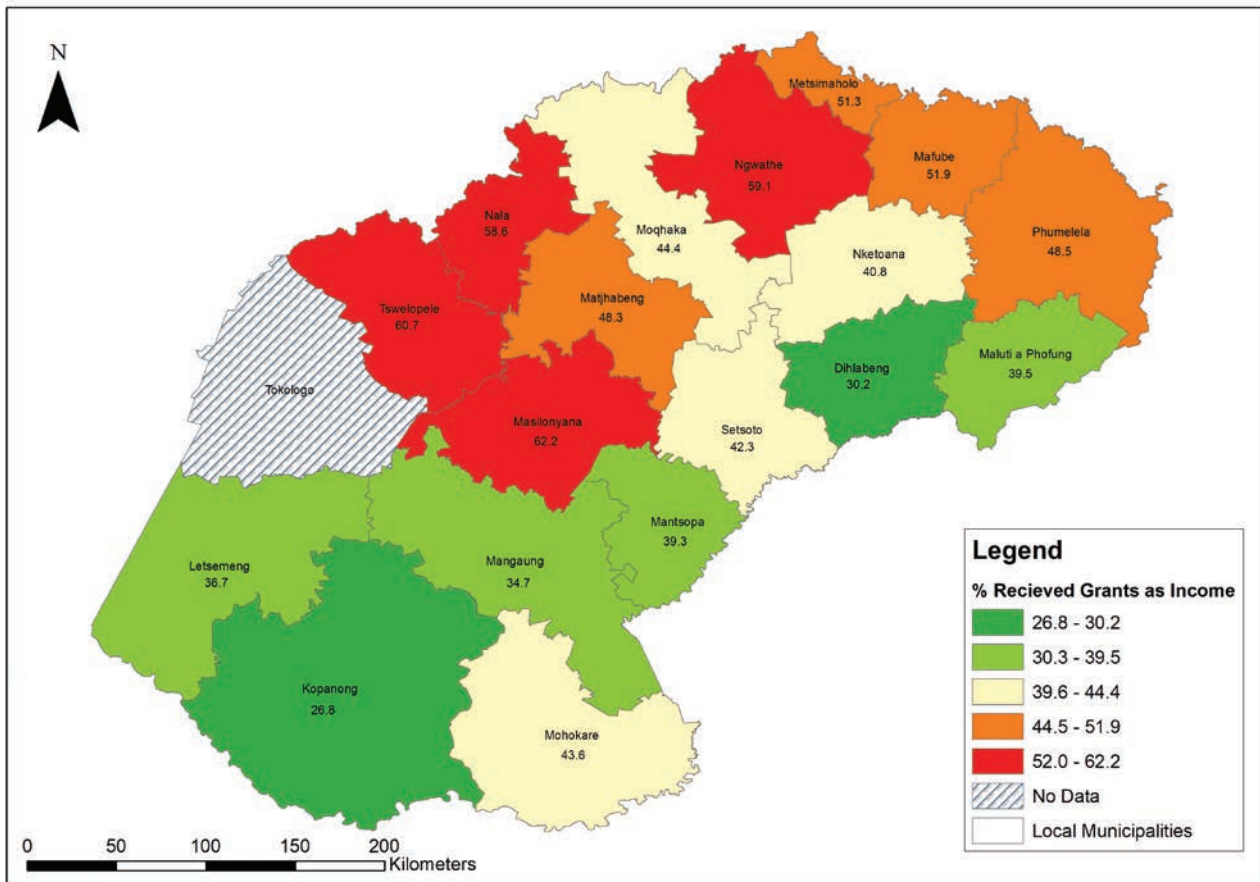 N
Metsimaholo
51.3
Ngwathe
59.1
Mafube
51.9
Nala
58.6
Moqhaka
44.4
Phumelela
48.5
Nketoana
40.8
Tswelopele
60.7
Matjhabeng
48.3
Maluti a Phofung
39.5
Dihlabeng
30.2
Tokologo
Masilonyana
62.2
Setsoto
42.3
Mantsopa
39.3
Letsemeng
36.7
Mangaung
34.7
Kopanong
26.8
Mohokare
43.6
Legend
% Recieved Grants as Income
26.8 - 30.2
30.3 - 39.5
39.6 - 44.4
44.5 - 51.9
52.0 - 62.2
No Data
Local Municipalities
0 50 100 150 200
Kilometers